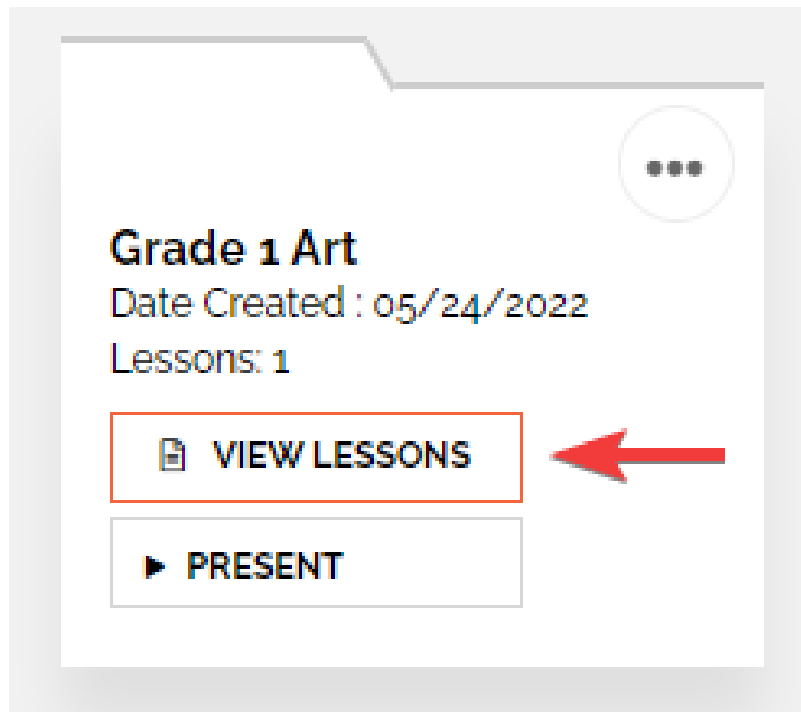 Grade 1 Art
Date Created : 05/24/2022
Lessons: 1
VIEW LESSONS
PRESENT